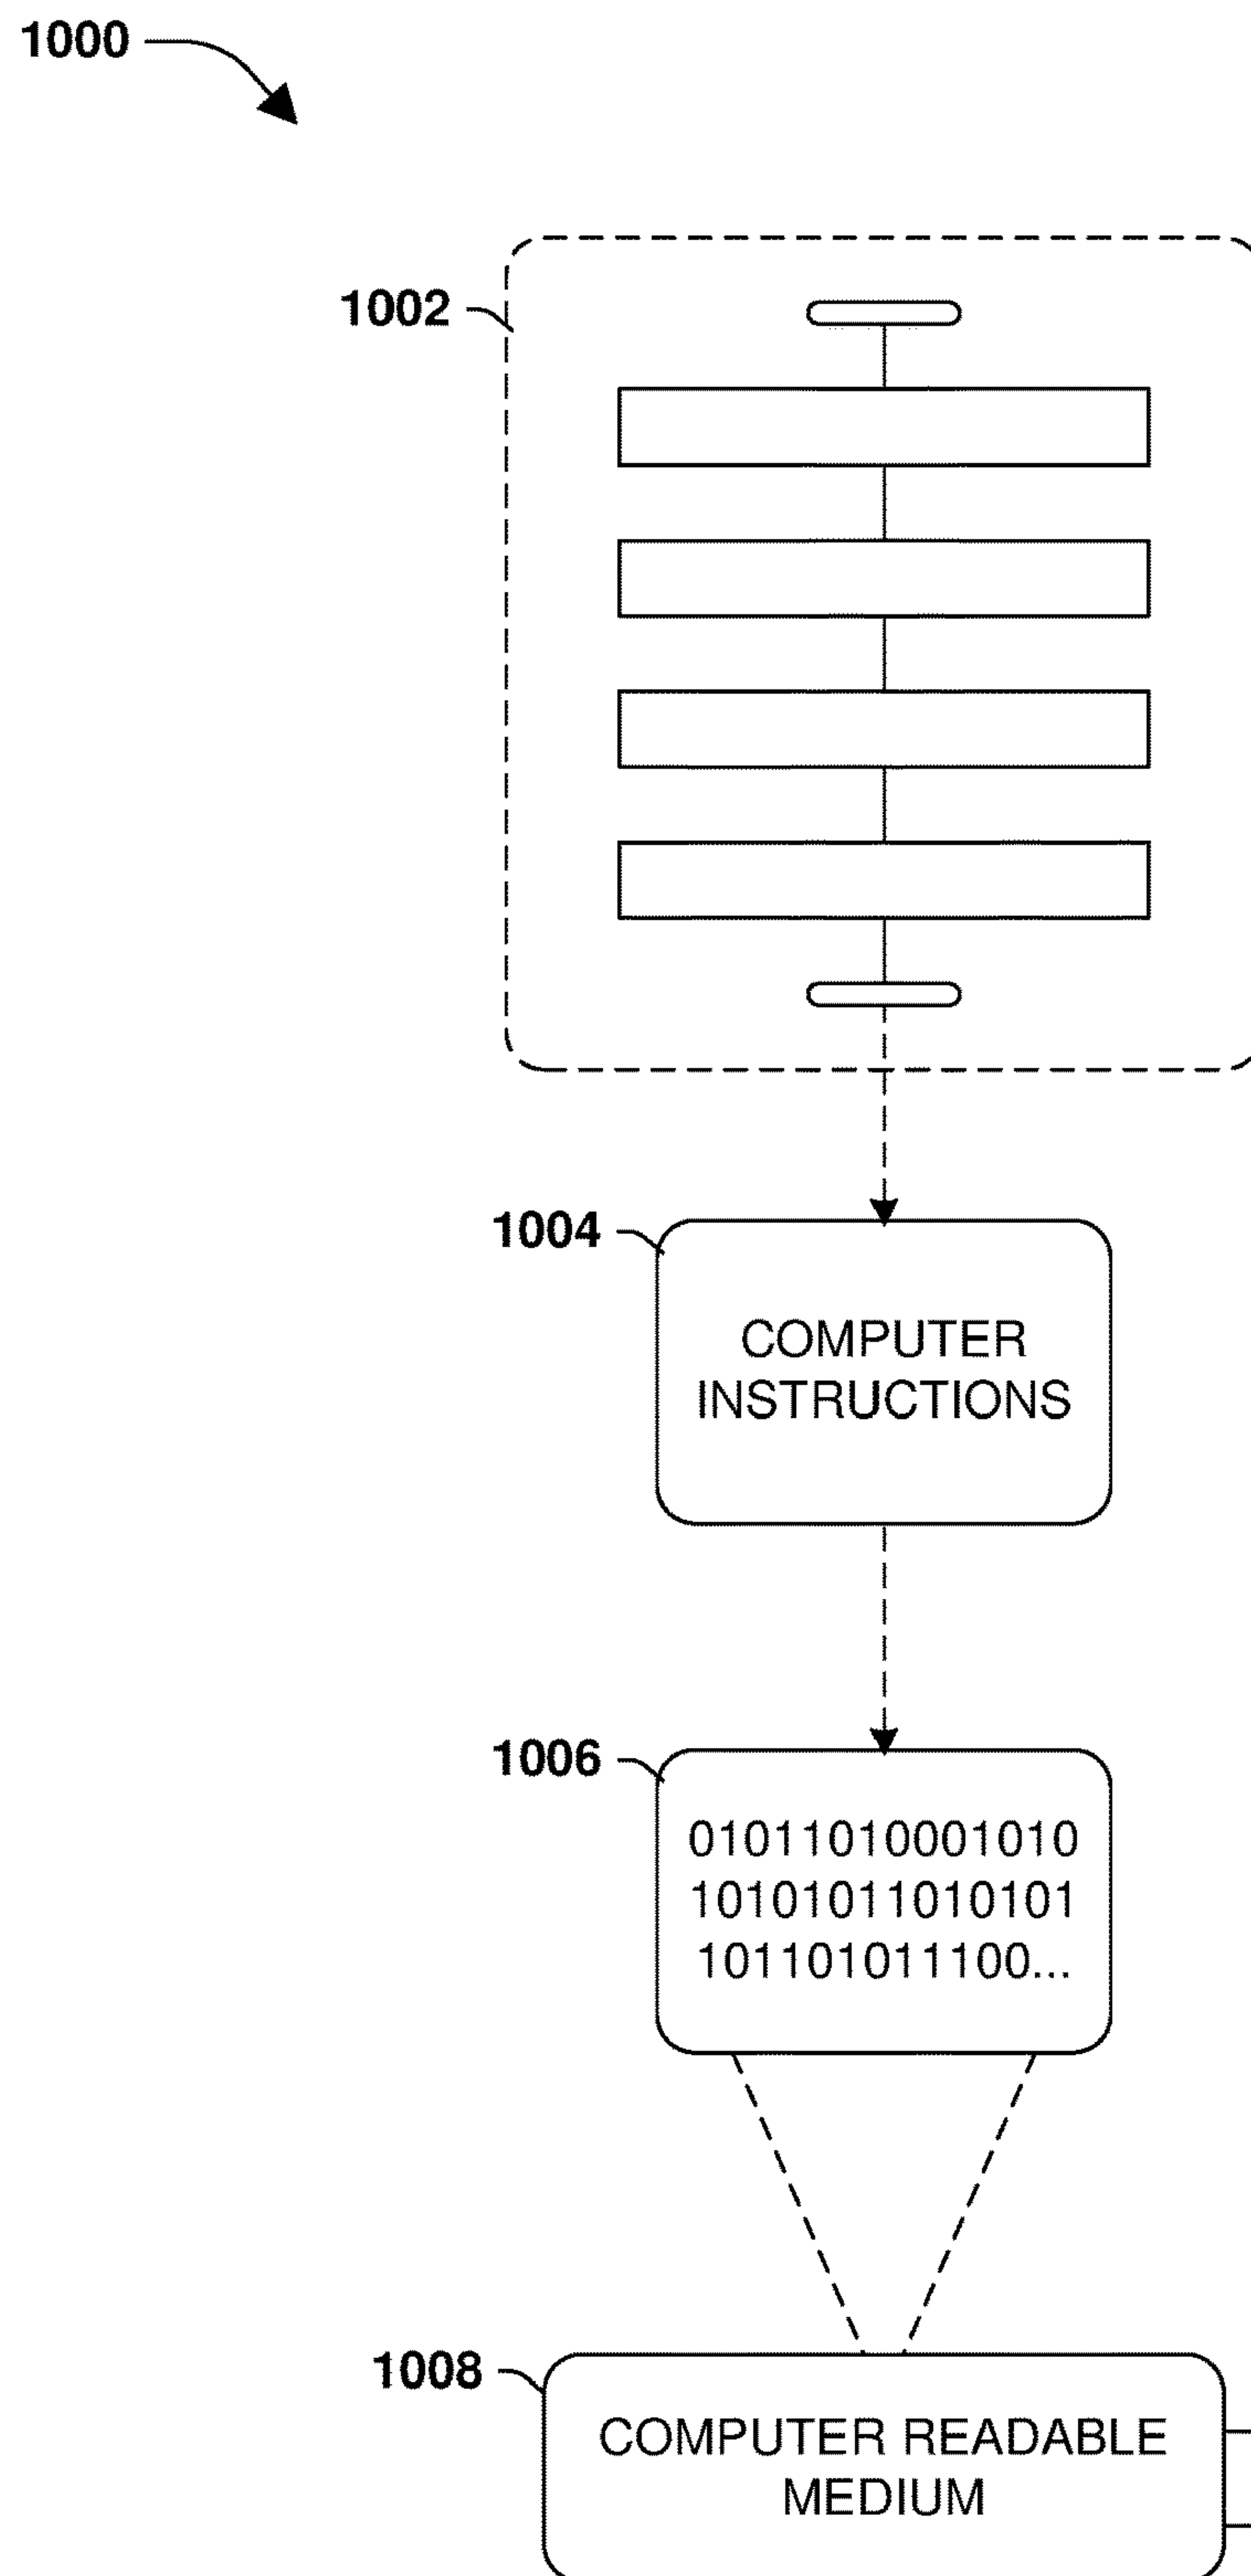 1000
1002
1004
COMPUTER
INSTRUCTIONS
1006
01011010001010
10101011010101
101101011100...
1008
COMPUTER READABLE
MEDIUM